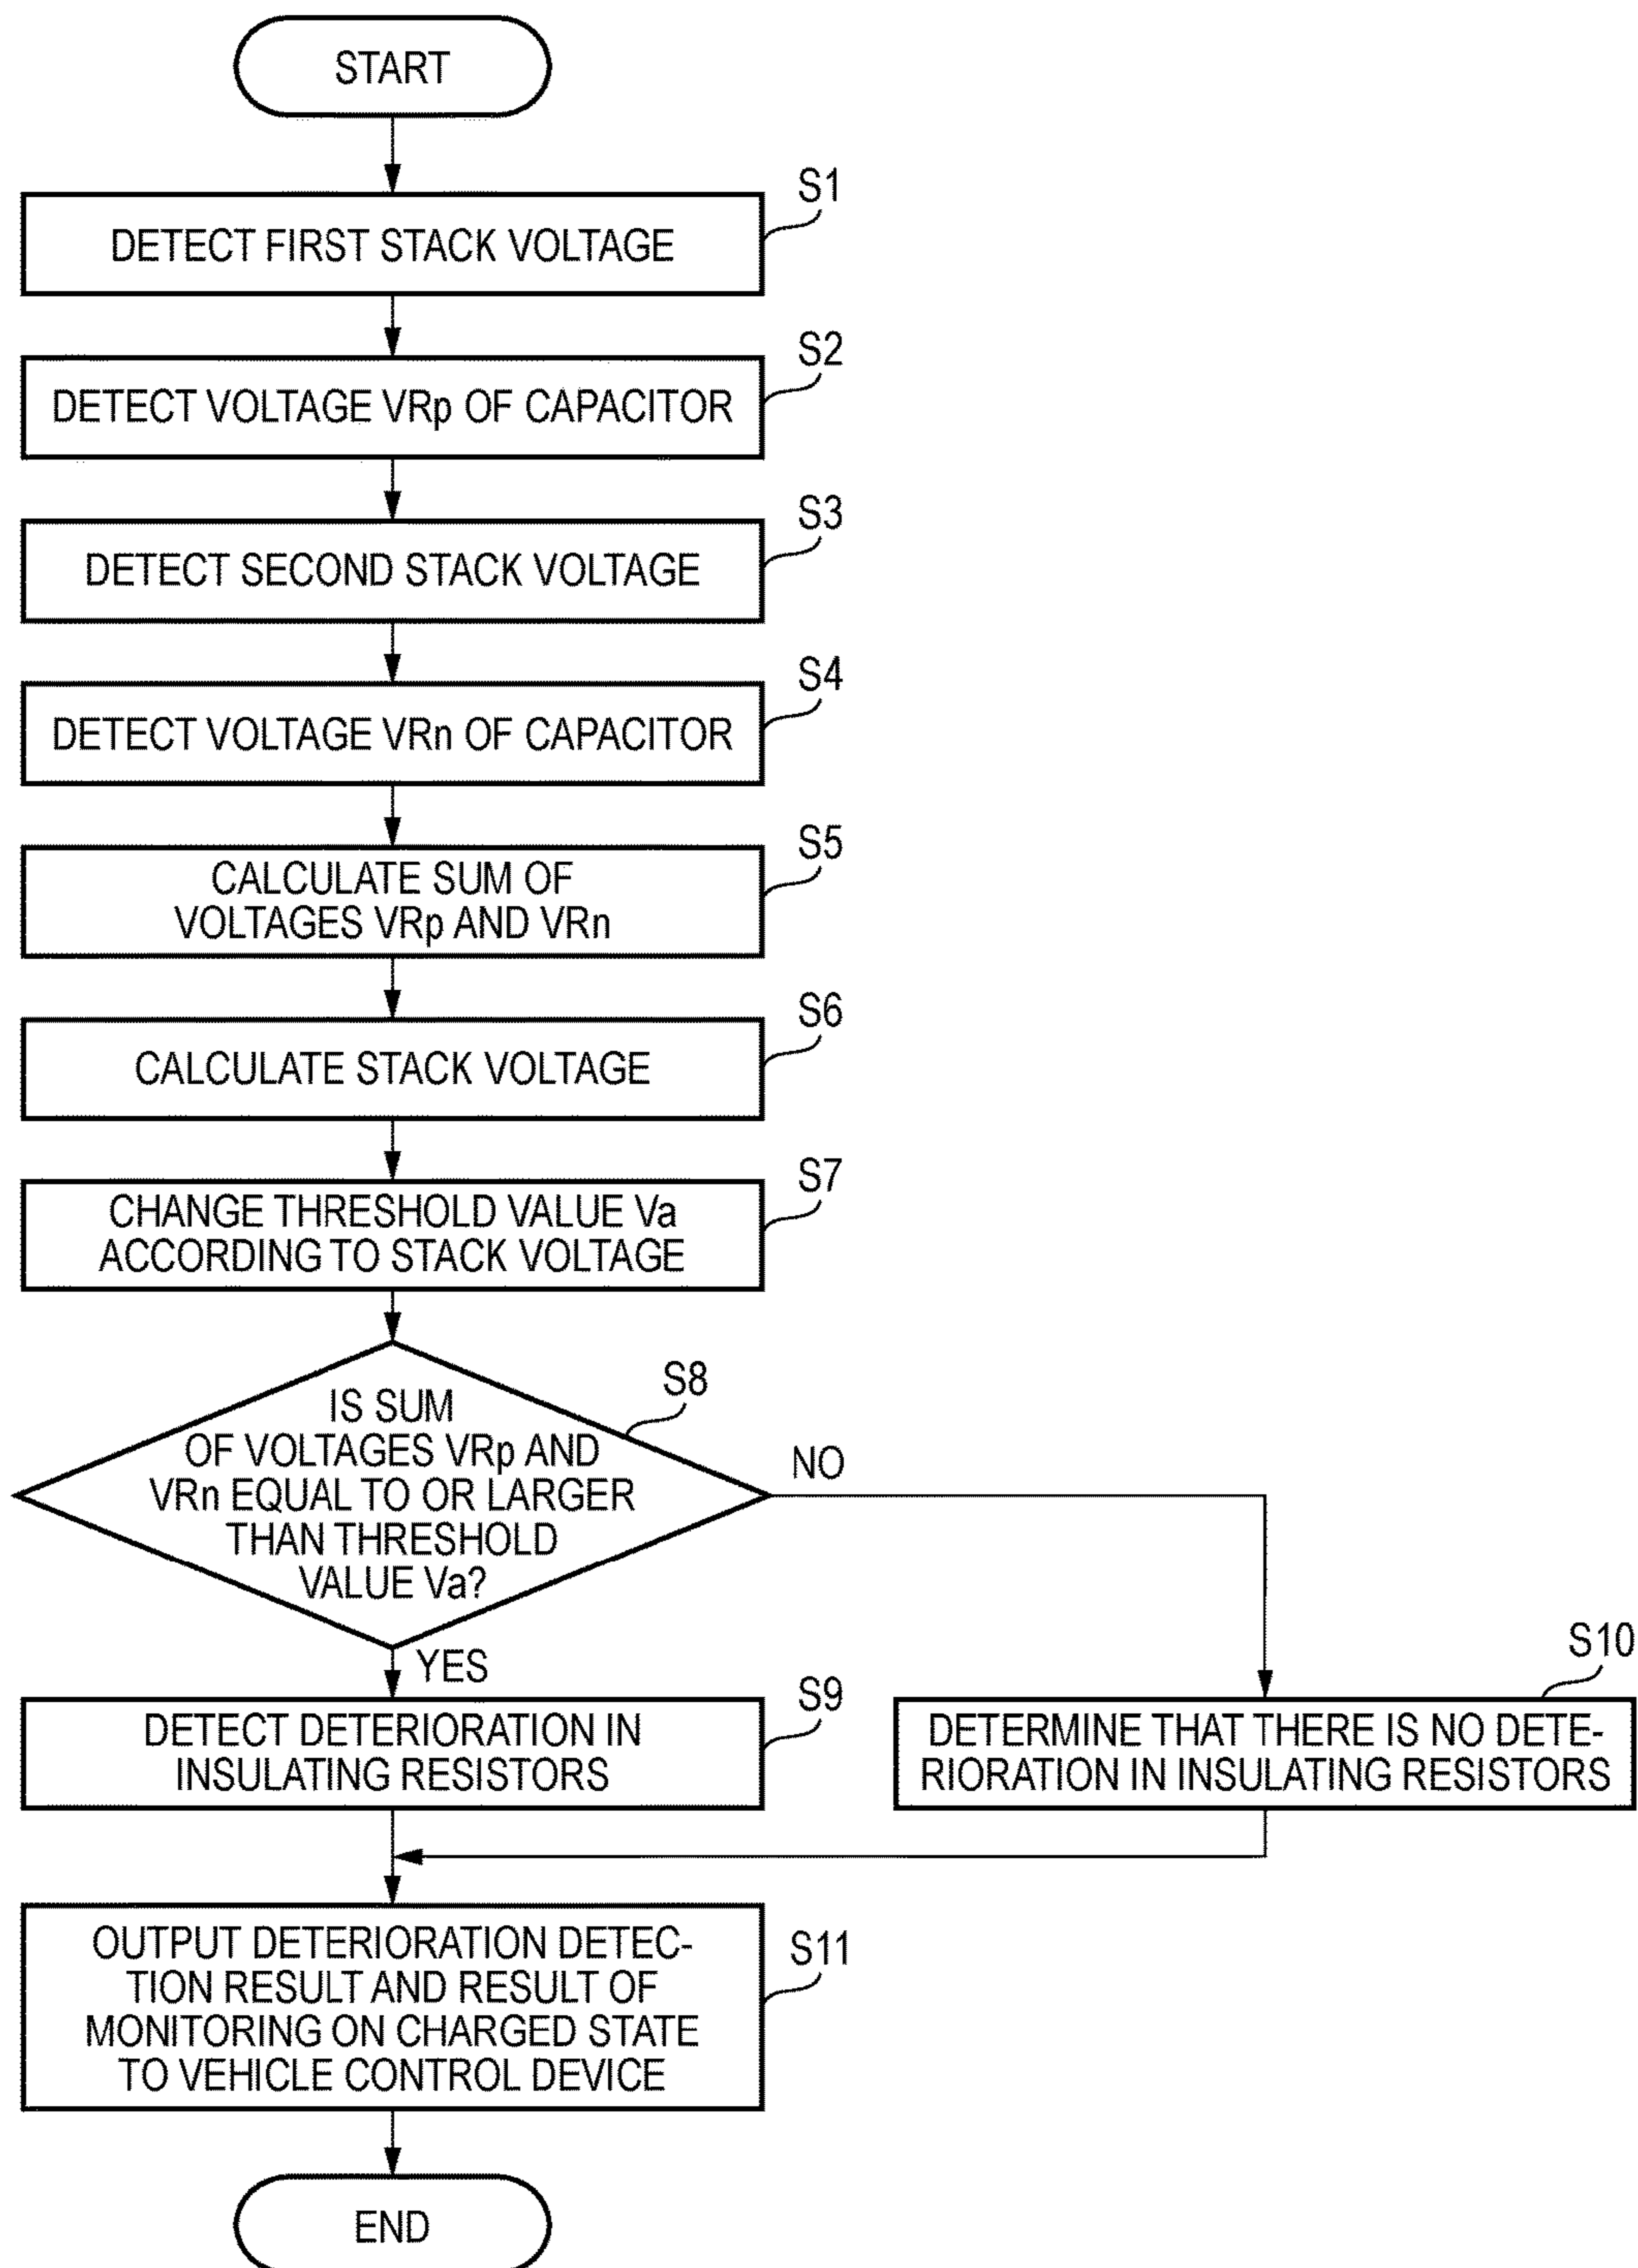 START
S1
DETECT FIRST STACK VOLTAGE
S2
DETECT VOLTAGE VRp OF CAPACITOR
S3
DETECT SECOND STACK VOLTAGE
S4
DETECT VOLTAGE VRn OF CAPACITOR
S5
CALCULATE SUM OF
VOLTAGES VRp AND VRn
S6
CALCULATE STACK VOLTAGE
S7
CHANGE THRESHOLD VALUE Va
ACCORDING TO STACK VOLTAGE
S8
IS SUM
OF VOLTAGES VRp AND
VRn EQUAL TO OR LARGER
THAN THRESHOLD
VALUE Va?
NO
YES
S9
DETECT DETERIORATION IN
INSULATING RESISTORS
S10
DETERMINE THAT THERE IS NO DETE-
RIORATION IN INSULATING RESISTORS
S11
OUTPUT DETERIORATION DETEC-
TION RESULT AND RESULT OF
MONITORING ON CHARGED STATE
TO VEHICLE CONTROL DEVICE
END